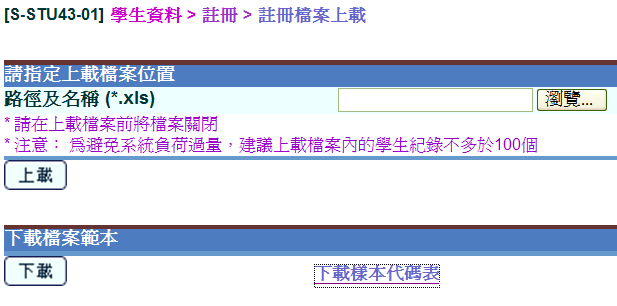 [S-STU43-01] 學生資料 > 註冊 > 註冊檔案上載
請指定上載檔案位置
路徑及名稱 (*.xls) 瀏覽...
* 請在上載檔案前將檔案關閉
* 注意： 為避免系統負荷過量，建議上載檔案內的學生紀錄不多於100個
上載
下載檔案範本
下載 下載樣本代碼表